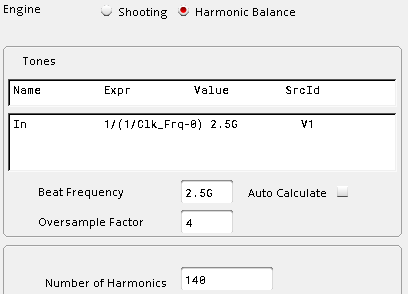 Engine Shooting Harmonic Balance
Tones
Name Expr Value SrcId
In 1/(1/Clk_Frq-0) 2.5G V1
Beat Frequency 2.5G Auto Calculate
Oversample Factor 4
Number of Harmonics 140